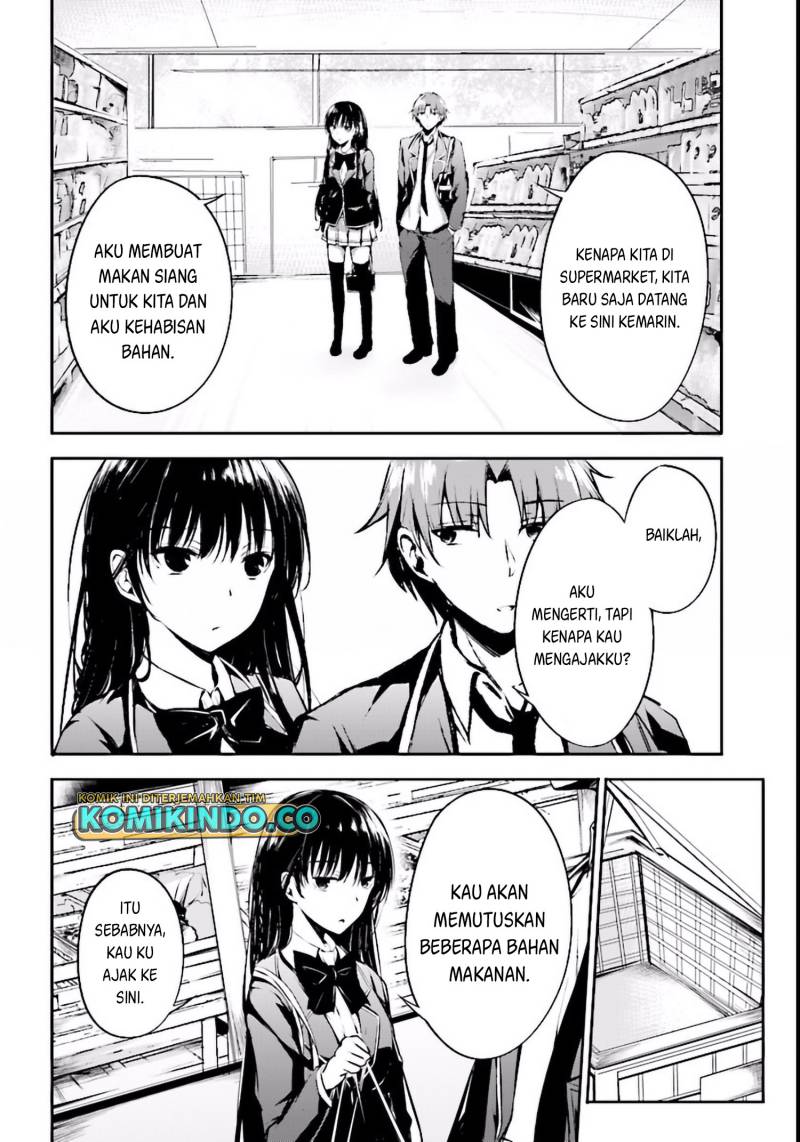 KENAPA KITA DI
SUPERMARKET, KITA
BARU SAJA DATANG
KE SINI KEMARIN.
AKU MEMBUAT
MAKAN SIANG
UNTUK KITA DAN
AKU KEHABISAN
BAHAN.
BAIKLAH,
AKU
MENGERTI, TAPI
KENAPA KAU
MENGAJAKKU?
KOMIK INI DITERJEMAHKAN TIM
KOMIKINDO.CO
KAU AKAN
MEMUTUSKAN
BEBERAPA BAHAN
MAKANAN.
ITU
SEBABNYA,
KAU KU
AJAK KE
SINI.